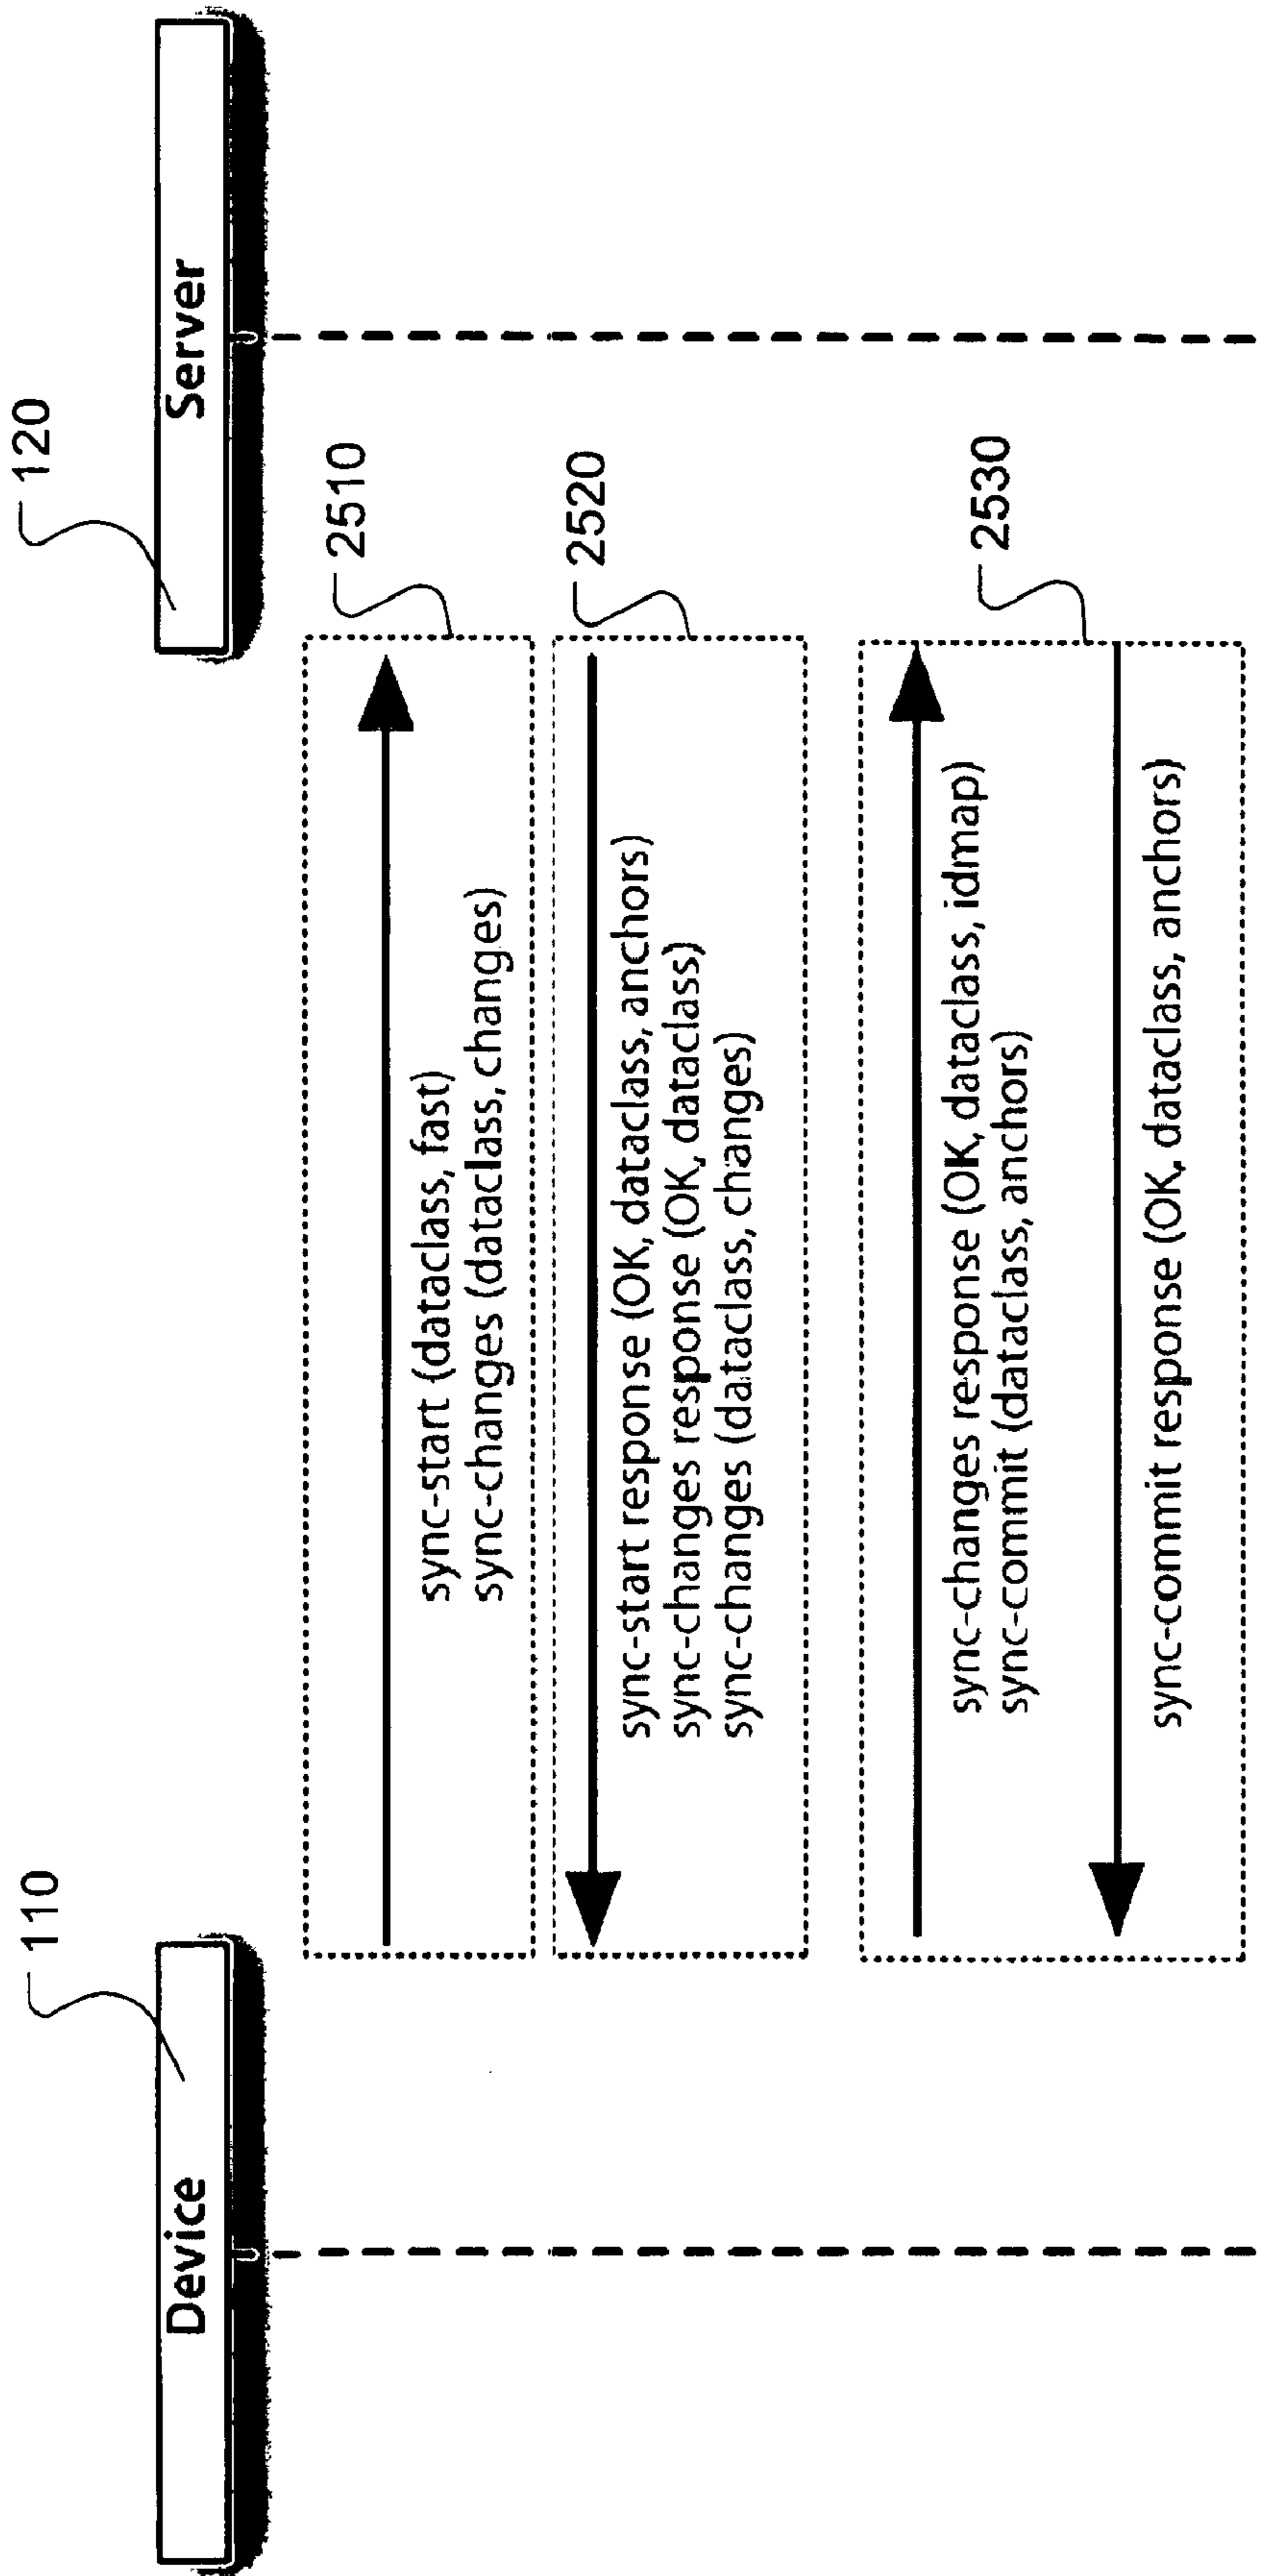 110
120
Device
Server
2510
sync-start (dataclass, fast)
sync-changes (dataclass, changes)
2520
sync-start response (OK, dataclass, anchors)
sync-changes response (OK, dataclass)
sync-changes (dataclass, changes)
2530
sync-changes response (OK, dataclass, idmap)
sync-commit (dataclass, anchors)
sync-commit response (OK, dataclass, anchors)